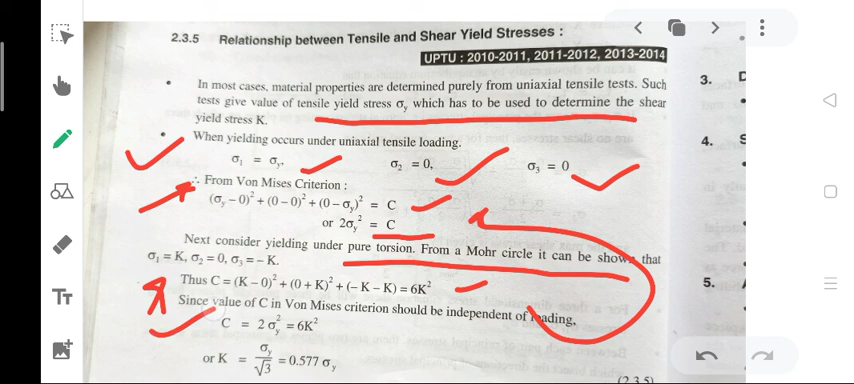 2.3.5 Relationship between Tensile and Shear Yield Stresses :
UPTU : 2010-2011, 2011-2012, 2013-2014
• In most cases, material properties are determined purely from uniaxial tensile tests. Such
tests give value of tensile yield stress σy which has to be used to determine the shear
yield stress K.
• When yielding occurs under uniaxial tensile loading.
σ1 = σy, σ2 = 0, σ3 = 0
∴ From Von Mises Criterion :
(σy – 0)² + (0 – 0)² + (0 – σy)² = C
or 2σy² = C
Next consider yielding under pure torsion. From a Mohr circle it can be shown that
σ1 = K, σ2 = 0, σ3 = – K.
Thus C = (K – 0)² + (0 + K)² + (– K – K) = 6K²
Since value of C in Von Mises criterion should be independent of loading,
C = 2 σy² = 6K²
or K = σy/√3 = 0.577 σy
(2.3.5)
3.
4.
5.
Tt